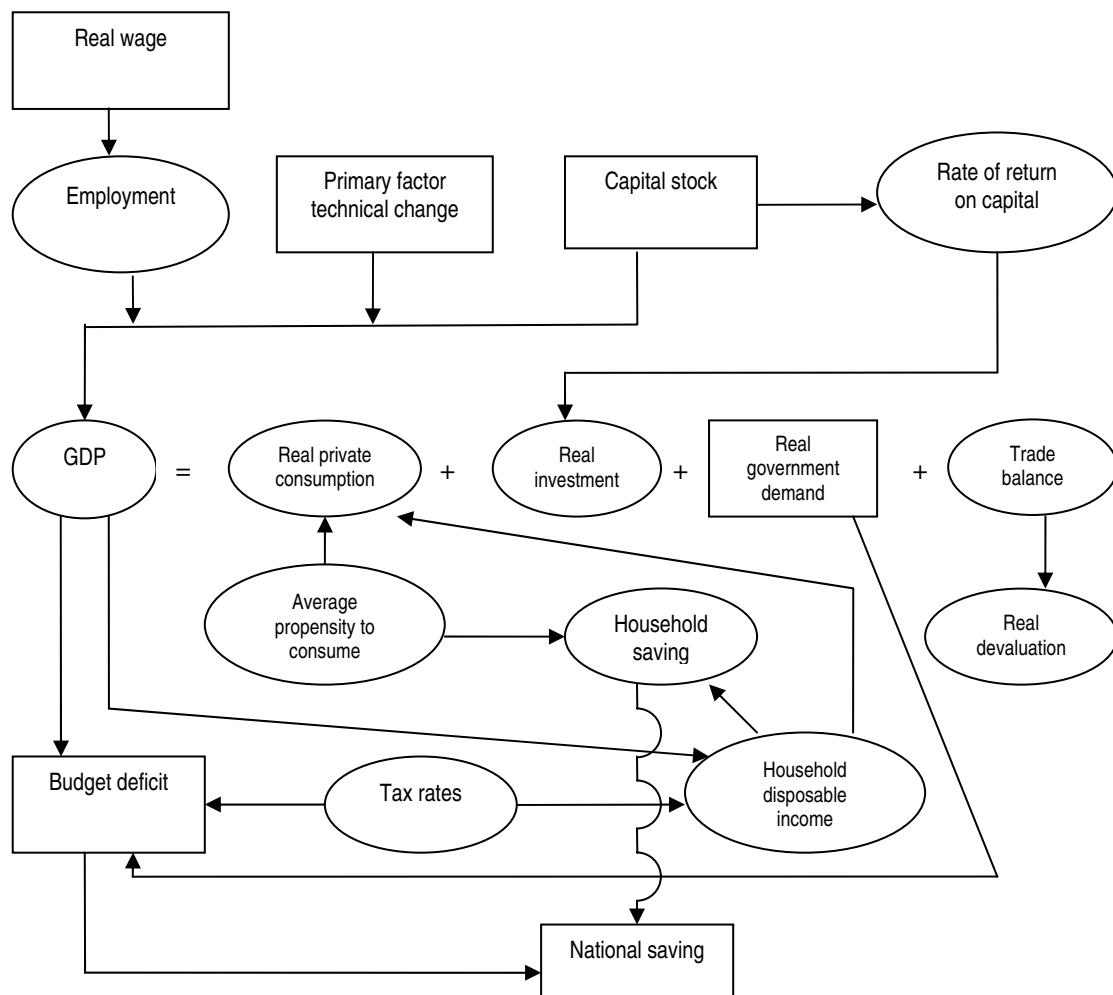 Real wage
Employment
Primary factor
technical change
Capital stock
Rate of return
on capital
GDP
=
Real private
consumption
+
Real
investment
+
Real
government
demand
+
Trade
balance
Average
propensity to
consume
Household
saving
Real
devaluation
Budget deficit
Tax rates
Household
disposable
income
National saving